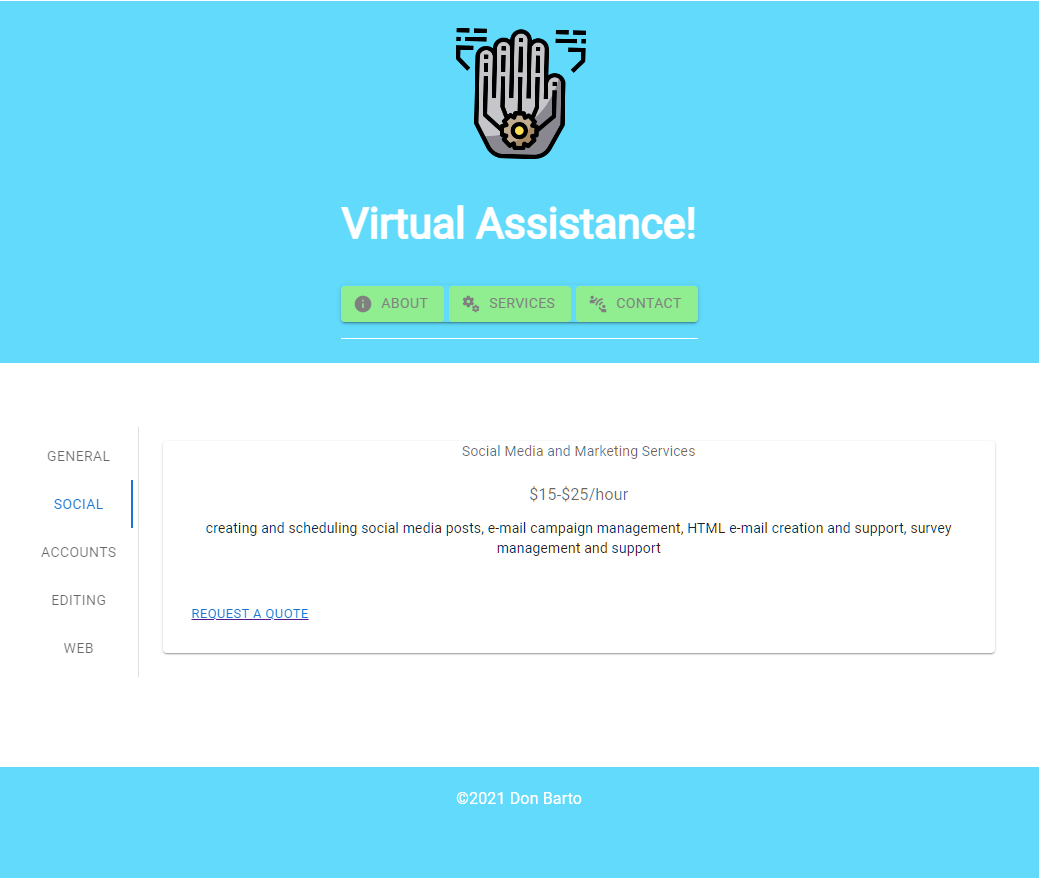 Virtual Assistance!
ABOUT SERVICES CONTACT
GENERAL
SOCIAL
ACCOUNTS
EDITING
WEB
Social Media and Marketing Services
$15-$25/hour
creating and scheduling social media posts, e-mail campaign management, HTML e-mail creation and support, survey
management and support
REQUEST A QUOTE
©2021 Don Barto